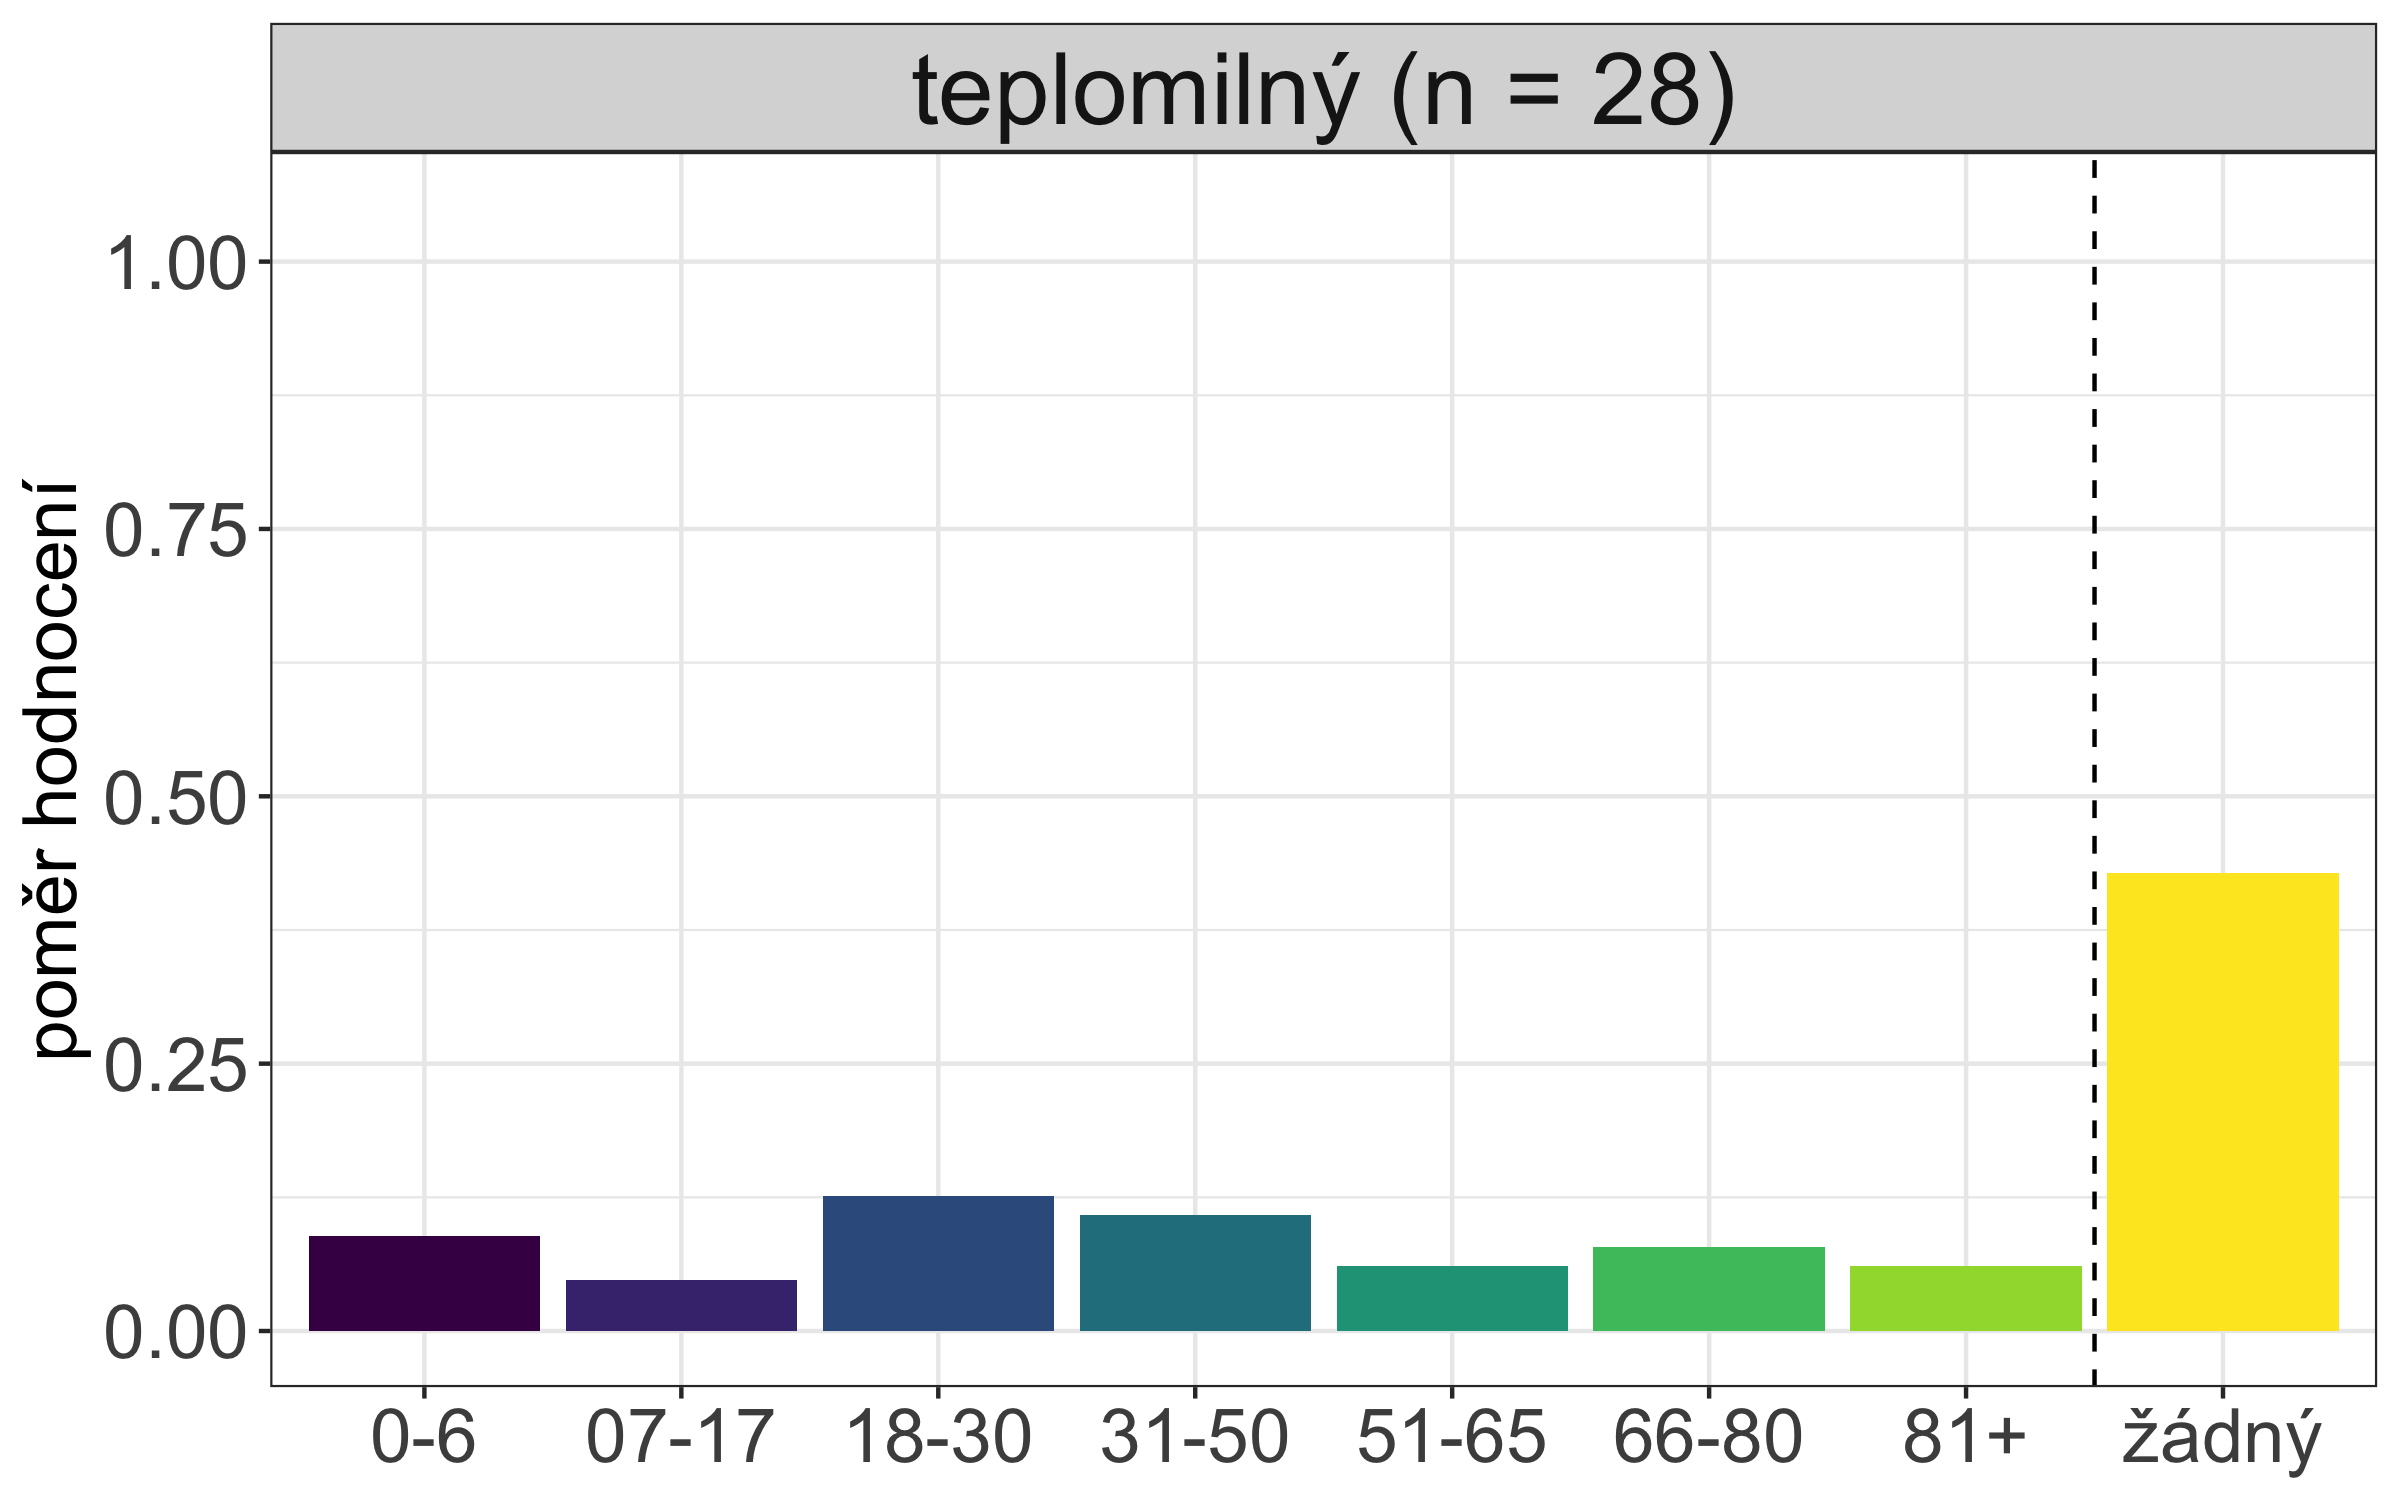 teplomilný (n = 28)
poměr hodnocení
1.00
0.75
0.50
0.25
0.00
0-6 07-17 18-30 31-50 51-65 66-80 81+ žádný